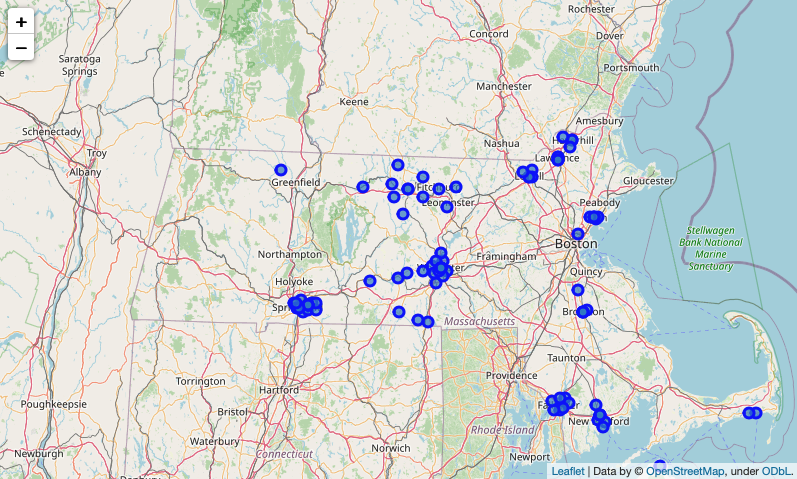 +
−
Rochester
Concord
Dover
Saratoga
Springs
Portsmouth
Manchester
Keene
Amesbury
Schenectady
Nashua
Troy
Albany
Greenfield
Gloucester
Leominster
Peabody
Stellwagen
Bank National
Marine
Sanctuary
Boston
Northampton
Framingham
Quincy
Holyoke
Massachusetts
Taunton
Providence
Torrington
Hartford
Poughkeepsie
Bristol
Rhode Island
Waterbury
Norwich
Newburgh
Connecticut
Newport
Leaflet | Data by © OpenStreetMap, under ODbL.